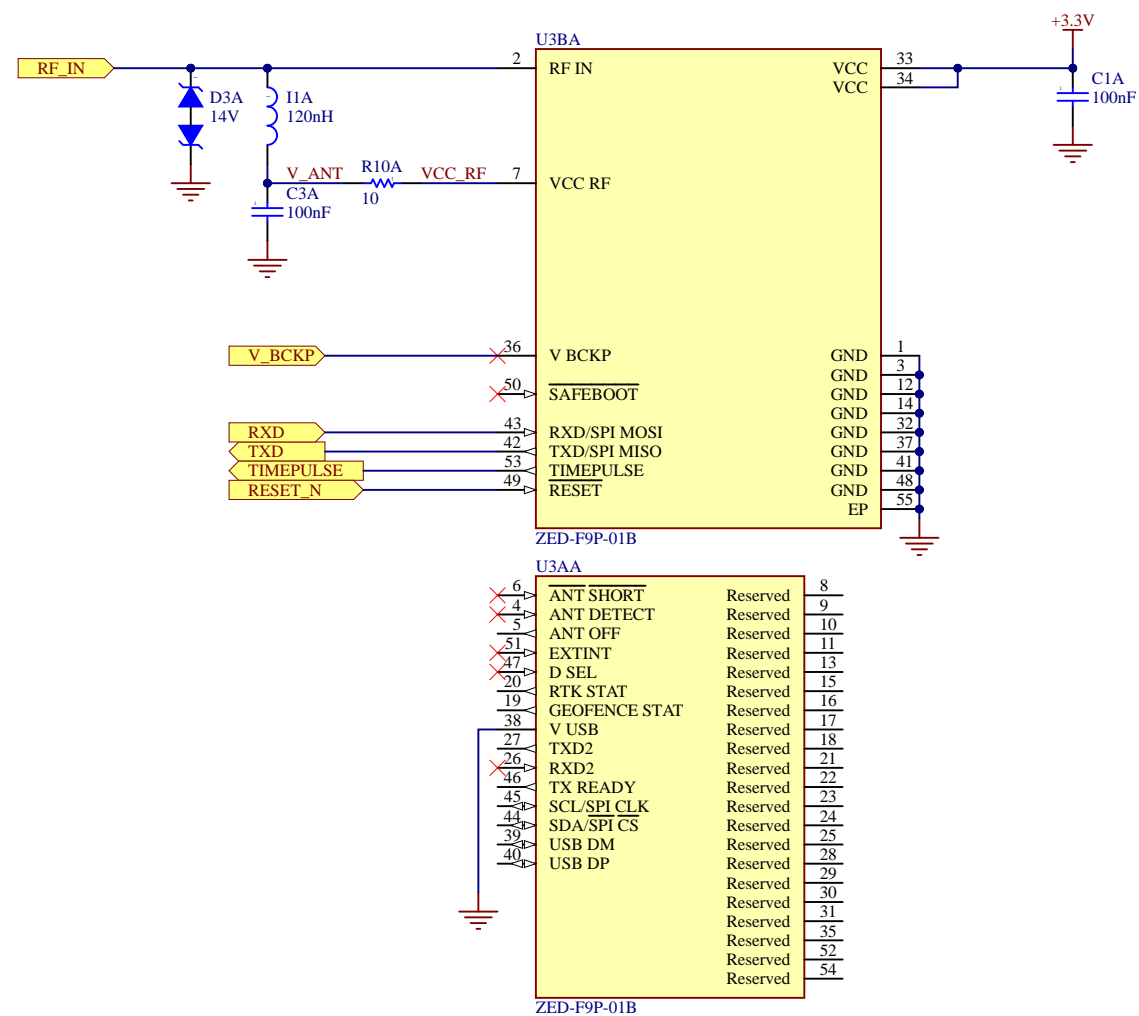 +3.3V
U3BA
RF_IN
2
RF IN
VCC
33
VCC
34
C1A
100nF
D3A
14V
I1A
120nH
V_ANT
R10A
10
VCC_RF
7
VCC RF
C3A
100nF
V_BCKP
36
V BCKP
50
SAFEBOOT
RXD
43
RXD/SPI MOSI
TXD
42
TXD/SPI MISO
TIMEPULSE
53
TIMEPULSE
RESET_N
49
RESET
GND
1
GND
3
GND
12
GND
14
GND
32
GND
37
GND
41
GND
48
EP
55
ZED-F9P-01B
U3AA
6
ANT SHORT
4
ANT DETECT
5
ANT OFF
51
EXTINT
47
D SEL
20
RTK STAT
19
GEOFENCE STAT
38
V USB
27
TXD2
26
RXD2
46
TX READY
45
SCL/SPI CLK
44
SDA/SPI CS
39
USB DM
40
USB DP
Reserved
8
Reserved
9
Reserved
10
Reserved
11
Reserved
13
Reserved
15
Reserved
16
Reserved
17
Reserved
18
Reserved
21
Reserved
22
Reserved
23
Reserved
24
Reserved
25
Reserved
28
Reserved
29
Reserved
30
Reserved
31
Reserved
35
Reserved
52
Reserved
54
ZED-F9P-01B